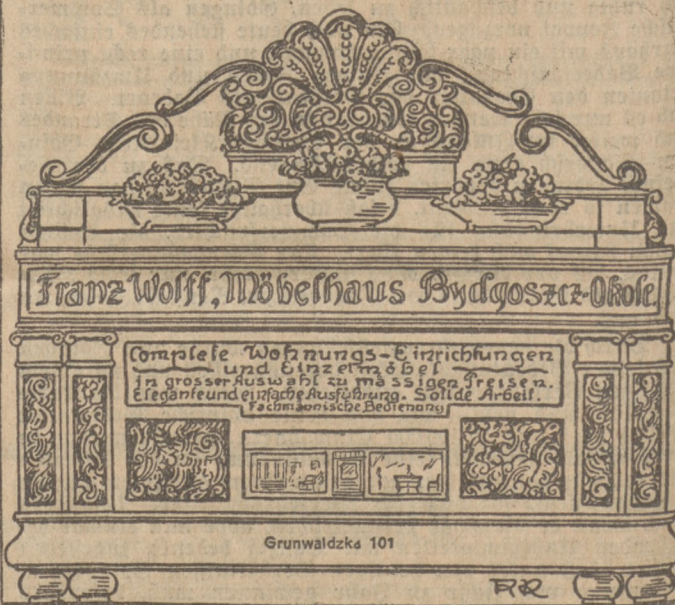 Franz Wolff, Möbelhaus Bydgoszcz-Okole.
Complete Wohnungs-Einrichtungen
und Einzelmöbel
in grosser Auswahl zu mässigen Preisen.
Elegante und einfache Ausführung. Solide Arbeit.
Fachmännische Bedienung
Grunwaldzka 101